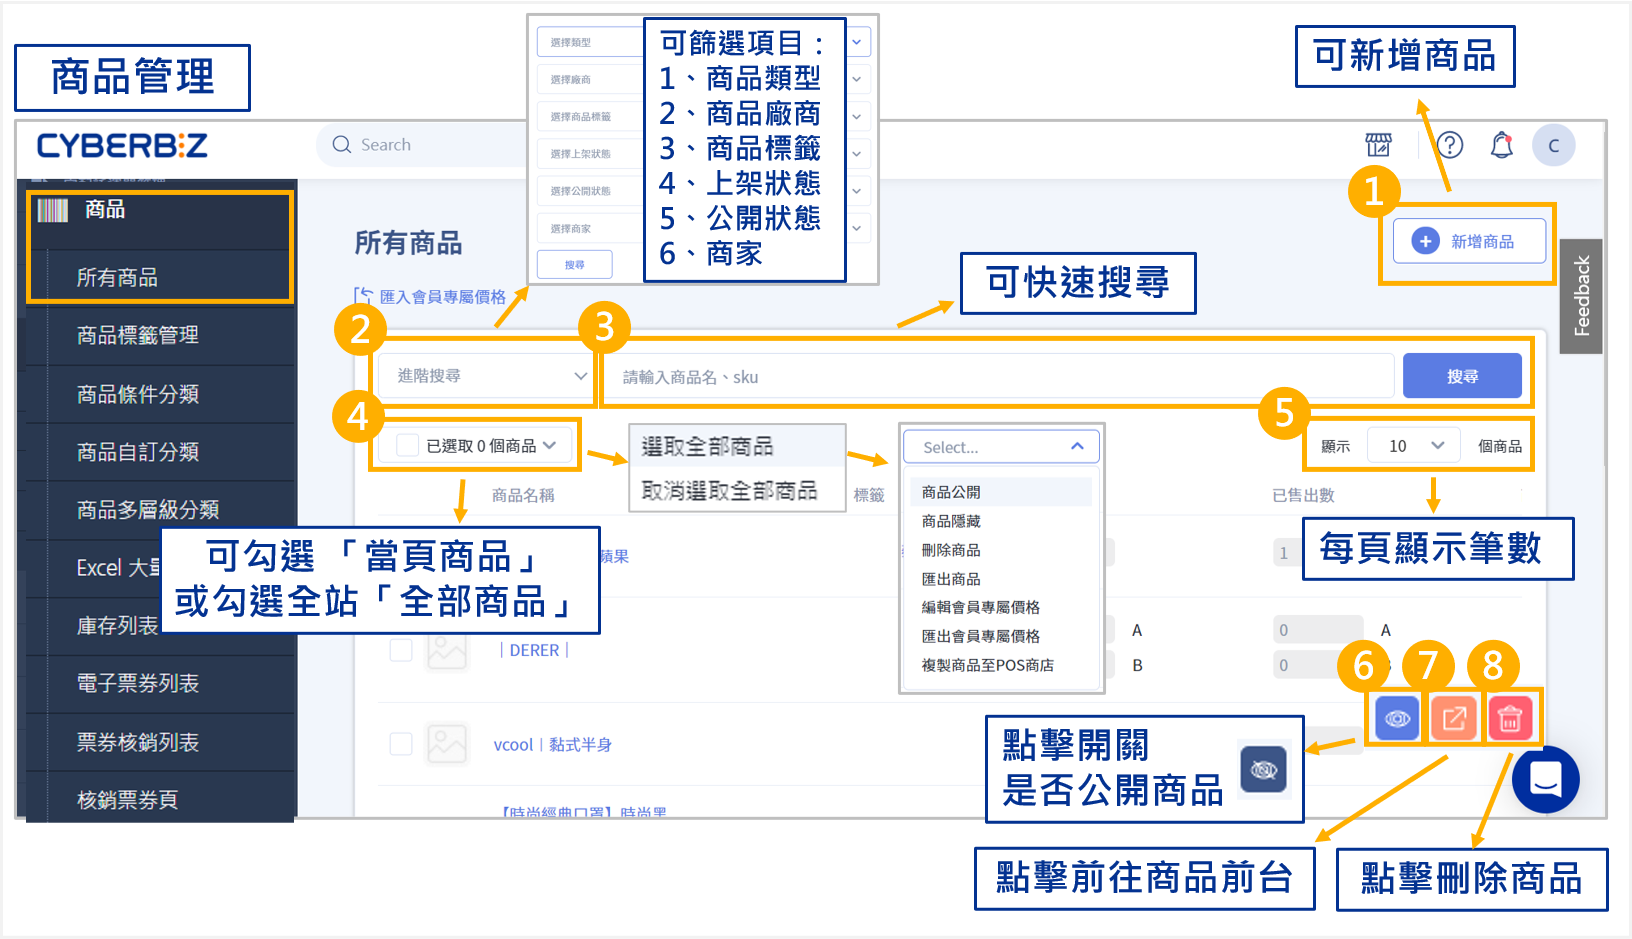 商品管理
選擇類型
選擇廠商
選擇商品標籤
選擇上架狀態
選擇公開狀態
選擇商家
搜尋
可篩選項目：
1、商品類型
2、商品廠商
3、商品標籤
4、上架狀態
5、公開狀態
6、商家
可新增商品
CYBERBIZ
Search
C
商品
所有商品
商品標籤管理
商品條件分類
商品自訂分類
商品多層級分類
Excel 大量
庫存列表
電子票券列表
票券核銷列表
核銷票券頁
所有商品
匯入會員專屬價格
1
新增商品
Feedback
可快速搜尋
2
進階搜尋
3
請輸入商品名、sku
搜尋
4
已選取 0 個商品
選取全部商品
取消選取全部商品
Select...
商品公開
商品隱藏
刪除商品
匯出商品
編輯會員專屬價格
匯出會員專屬價格
複製商品至POS商店
5
顯示
10
個商品
商品名稱
標籤
已售出數
可勾選「當頁商品」
或勾選全站「全部商品」
每頁顯示筆數
蘋果
1
｜DERER｜
A
0
A
B
0
vcool｜黏式半身
【時尚經典口罩】時尚黑
6
7
8
點擊開關
是否公開商品
點擊前往商品前台
點擊刪除商品